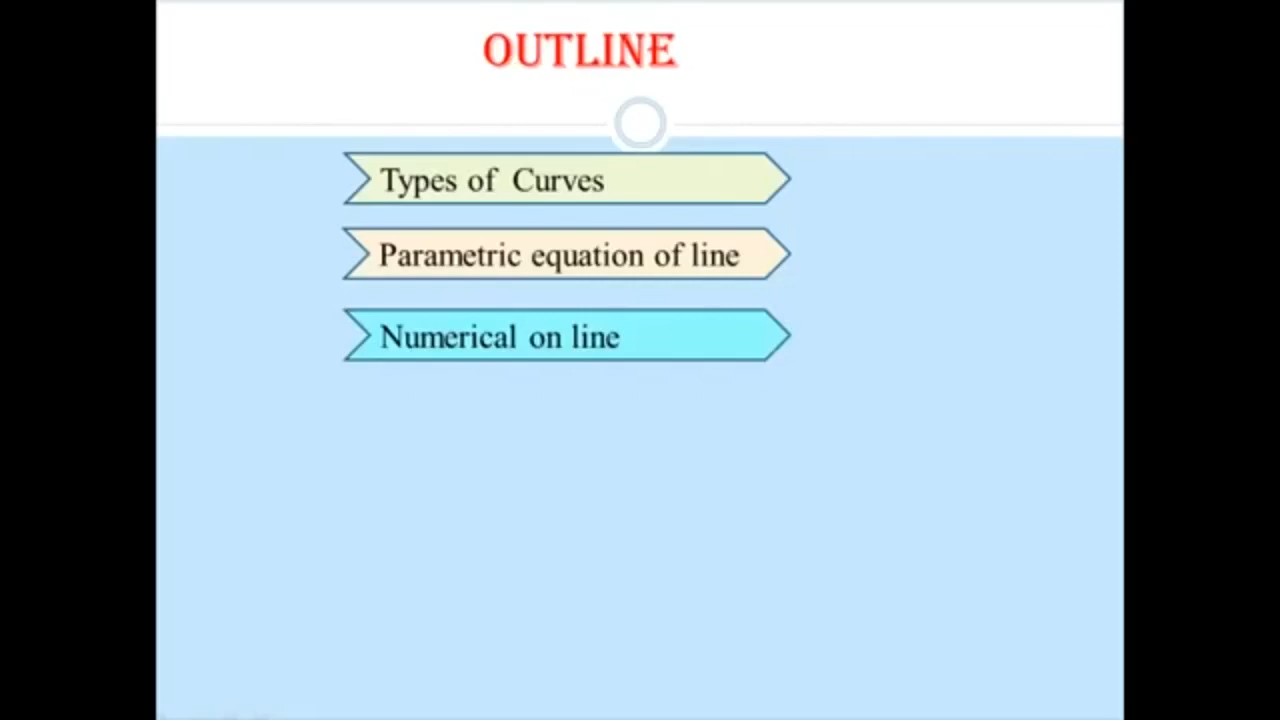 OUTLINE
Types of Curves
Parametric equation of line
Numerical on line